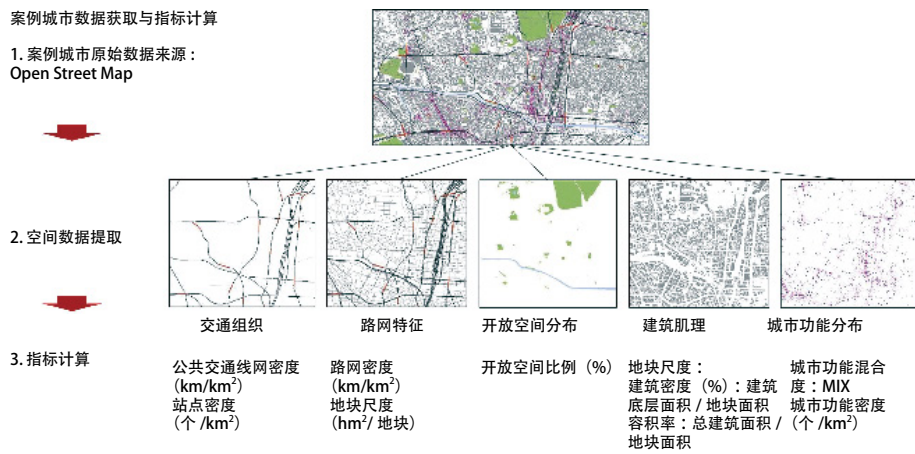 案例城市数据获取与指标计算
1. 案例城市原始数据来源：
Open Street Map
2. 空间数据提取
交通组织
路网特征
开放空间分布
建筑肌理
城市功能分布
3. 指标计算
公共交通线网密度
（km/km²）
站点密度
（个 /km²）
路网密度
（km/km²）
地块尺度
（hm²/ 地块）
开放空间比例（%）
地块尺度：
建筑密度（%）：建筑
底层面积 / 地块面积
容积率：总建筑面积 /
地块面积
城市功能混合
度：MIX
城市功能密度
（个 /km²）